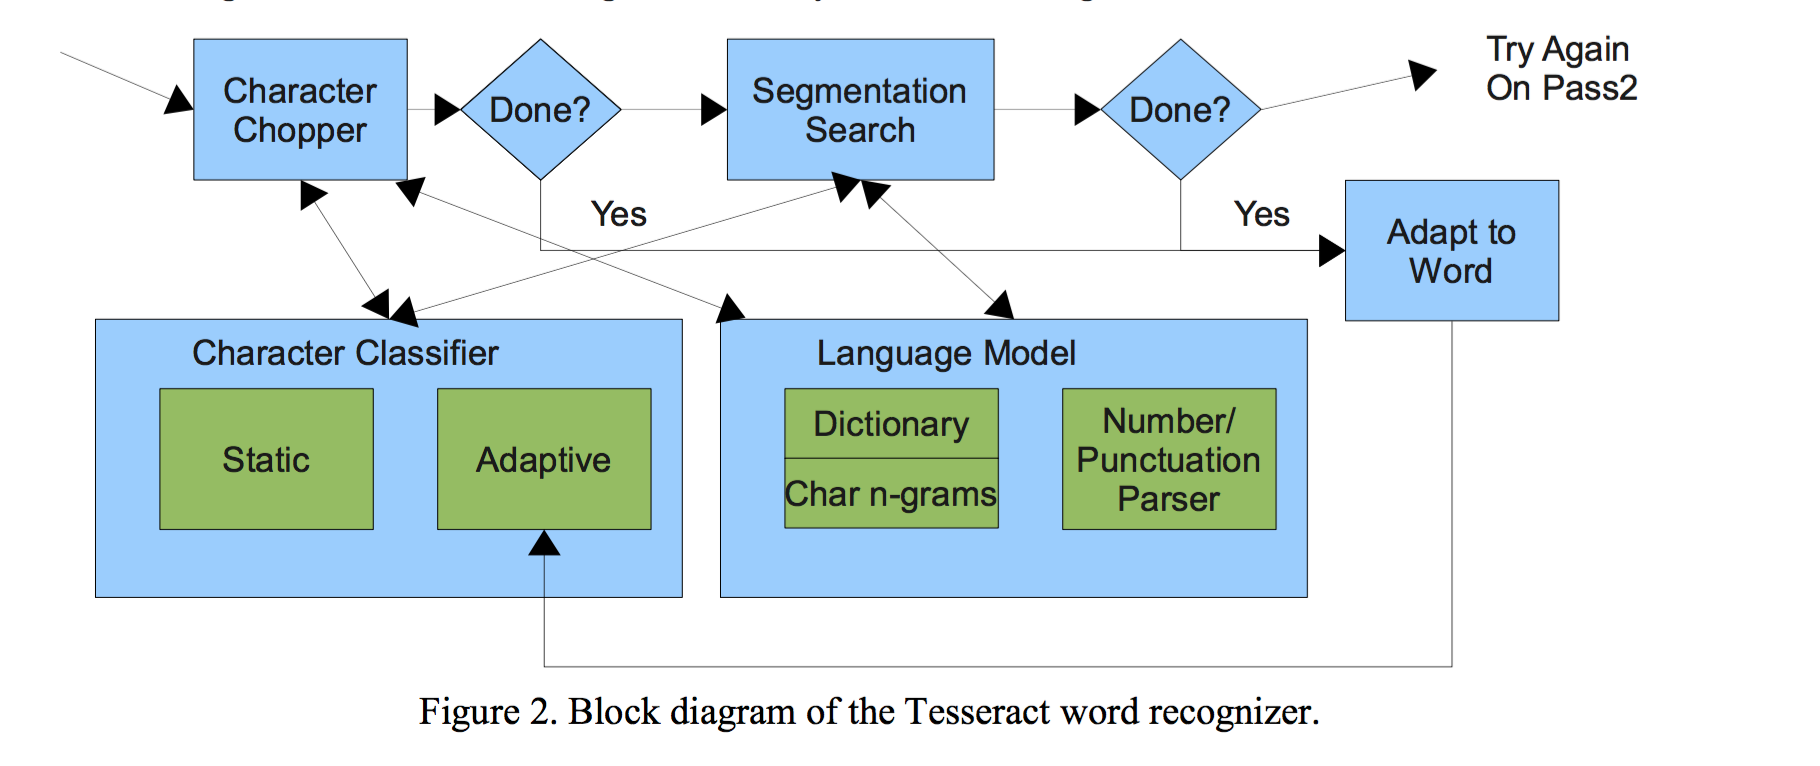 Character
Chopper
Done?
Segmentation
Search
Done?
Try Again
On Pass2
Yes
Yes
Adapt to
Word
Character Classifier
Static
Adaptive
Language Model
Dictionary
Char n-grams
Number/
Punctuation
Parser
Figure 2. Block diagram of the Tesseract word recognizer.